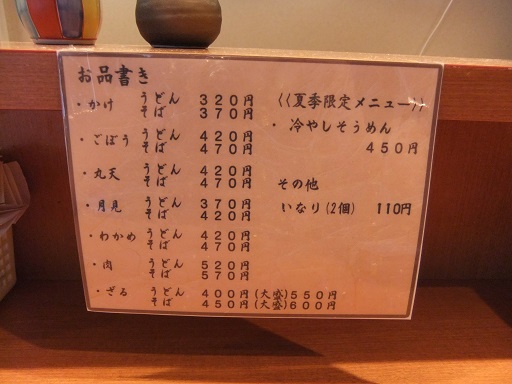 お品書き
・かけ うどん 320円
そば 370円
・ごぼう うどん 420円
そば 470円
・丸天 うどん 420円
そば 470円
・月見 うどん 370円
そば 420円
・わかめ うどん 420円
そば 470円
・肉 うどん 520円
そば 570円
・ざる うどん 400円(大盛)550円
そば 450円(大盛)600円
《夏季限定メニュー》
・冷やしそうめん
450円
その他
いなり(2個) 110円